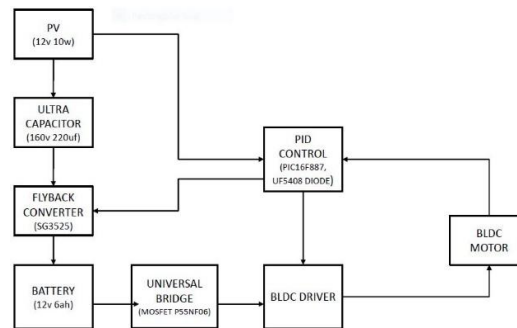 PV
(12v 10w)
ULTRA
CAPACITOR
(160v 220uf)
PID
CONTROL
(PIC16F887,
UF5408 DIODE)
FLYBACK
CONVERTER
(SG3525)
BLDC
MOTOR
BATTERY
(12v 6ah)
UNIVERSAL
BRIDGE
(MOSFET P55NF06)
BLDC DRIVER